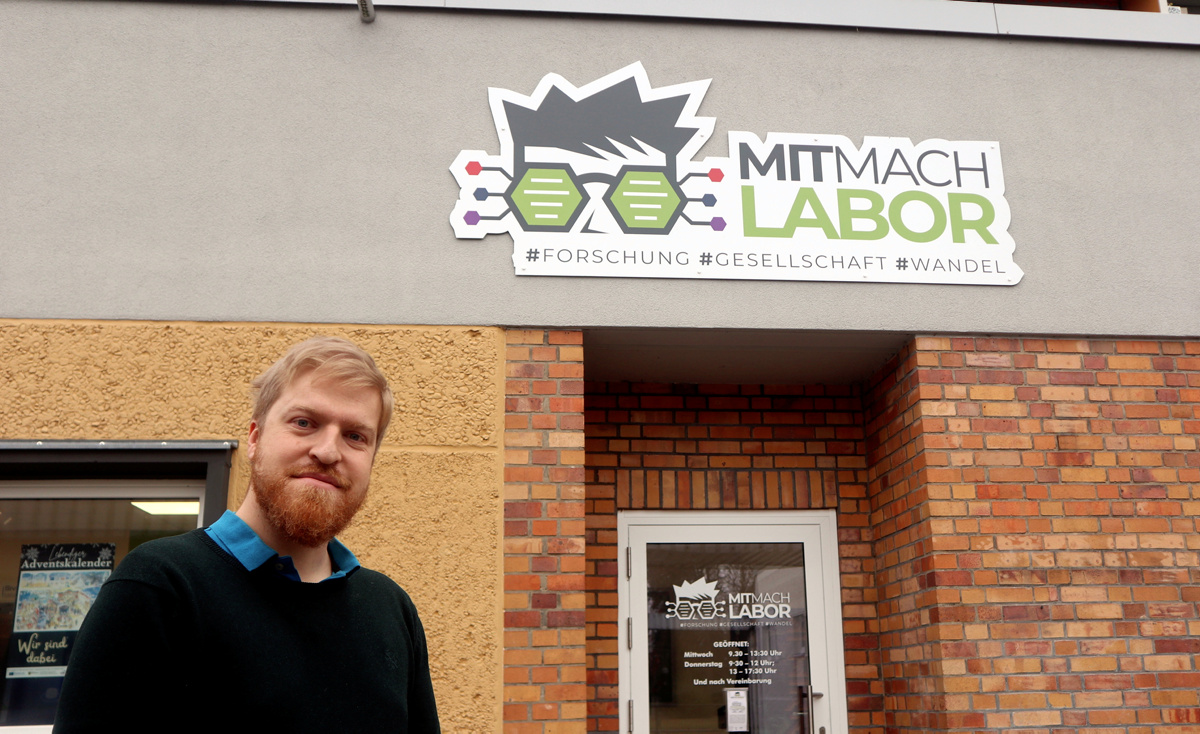 MITMACH
LABOR
#FORSCHUNG #GESELLSCHAFT #WANDEL
Lebendiger
Adventskalender
Wir sind
dabei
MITMACH
LABOR
#FORSCHUNG #GESELLSCHAFT #WANDEL
GEÖFFNET:
Mittwoch 9.30 – 13:30 Uhr
Donnerstag 9-30 – 12 Uhr;
13 – 17:30 Uhr
Und nach Vereinbarung